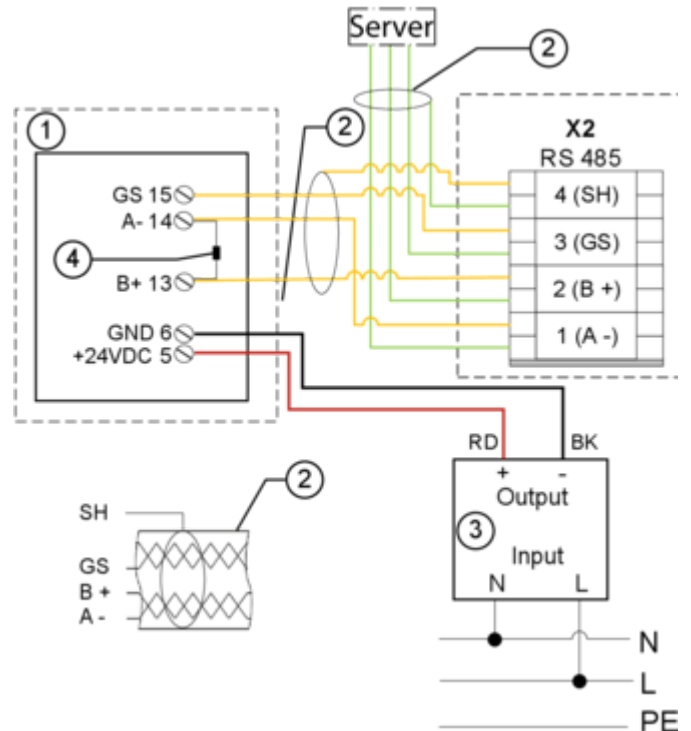 Server
2
1
2
X2
RS 485
GS 15
A- 14
4
B+ 13
GND 6
+24VDC 5
4 (SH)
3 (GS)
2 (B +)
1 (A -)
RD
BK
+ -
Output
3
Input
N L
2
SH
GS
B +
A -
N
L
PE